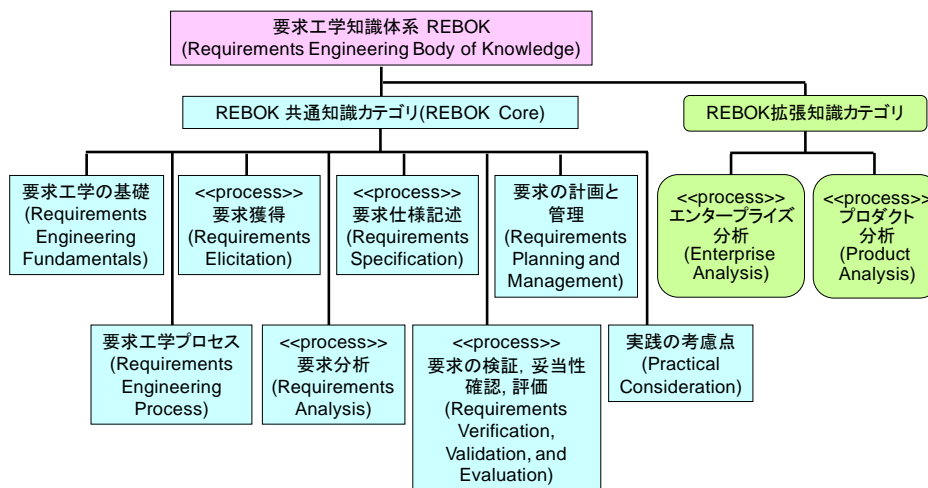 要求工学知識体系 REBOK
(Requirements Engineering Body of Knowledge)
REBOK 共通知識カテゴリ(REBOK Core)
REBOK拡張知識カテゴリ
要求工学の基礎
(Requirements
Engineering
Fundamentals)
<<process>>
要求獲得
(Requirements
Elicitation)
<<process>>
要求仕様記述
(Requirements
Specification)
要求の計画と
管理
(Requirements
Planning and
Management)
<<process>>
エンタープライズ
分析
(Enterprise
Analysis)
<<process>>
プロダクト
分析
(Product
Analysis)
要求工学プロセス
(Requirements
Engineering
Process)
<<process>>
要求分析
(Requirements
Analysis)
<<process>>
要求の検証, 妥当性
確認, 評価
(Requirements
Verification,
Validation, and
Evaluation)
実践の考慮点
(Practical
Consideration)